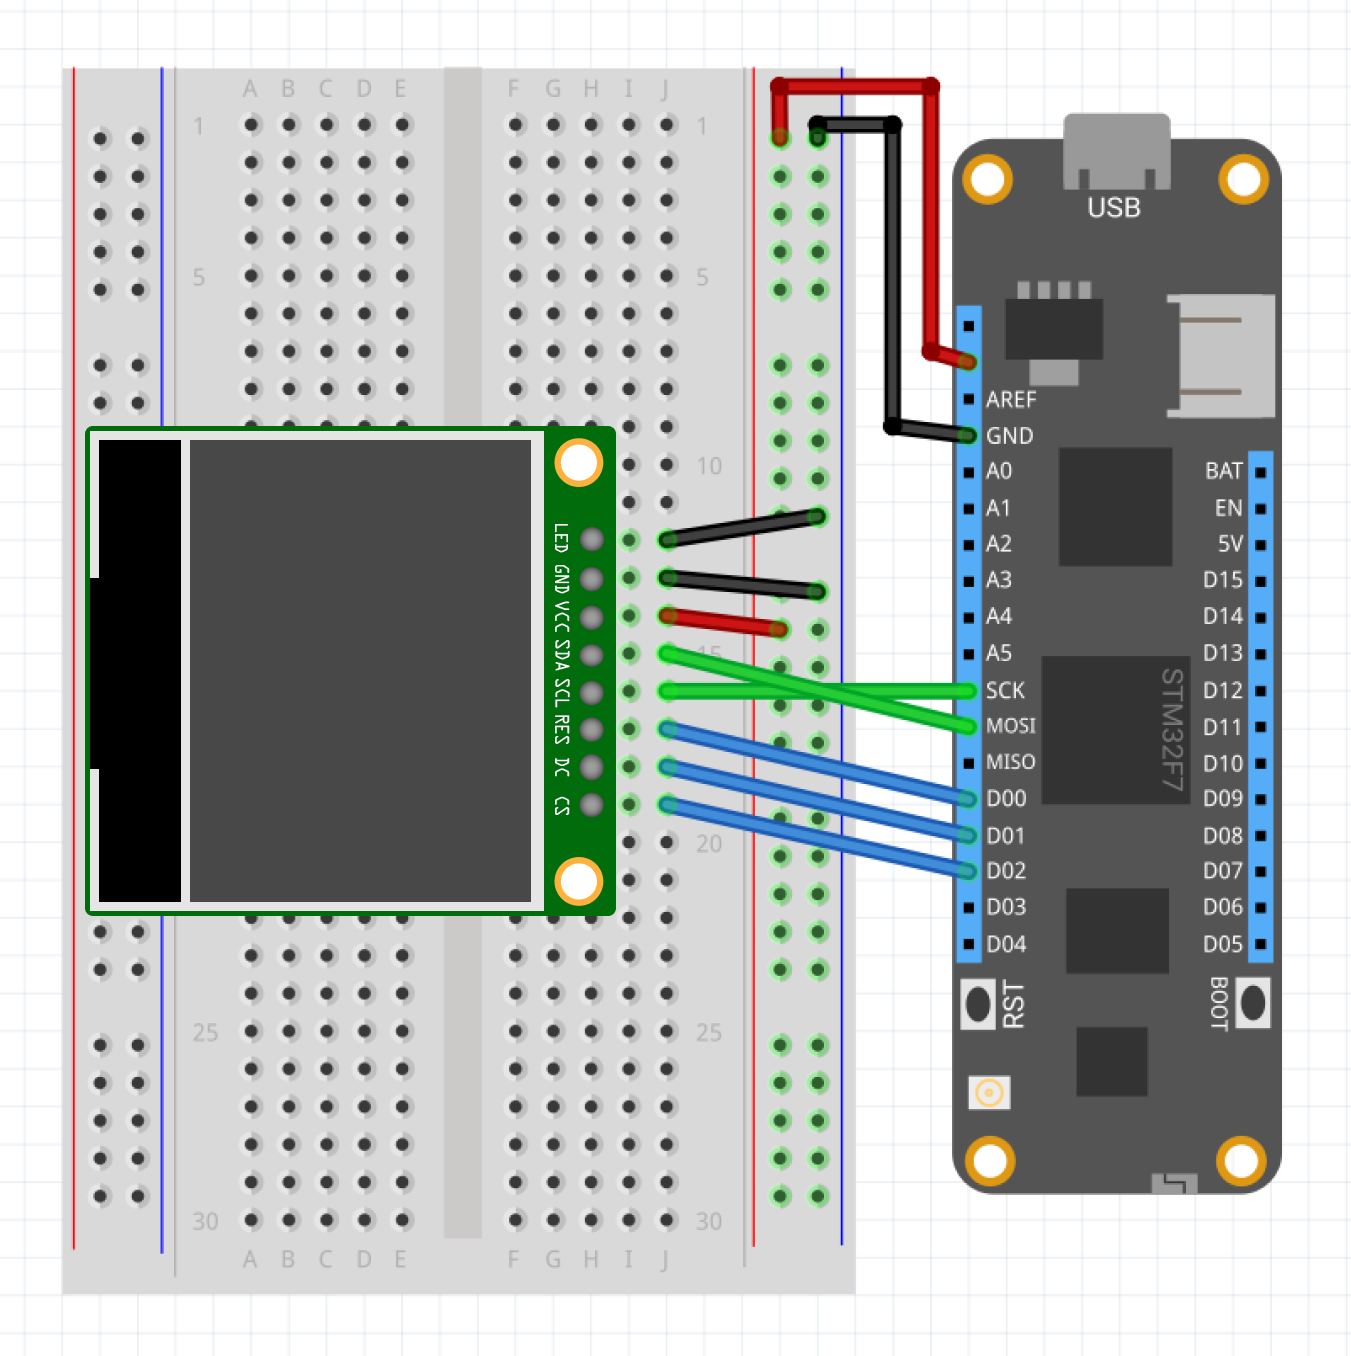 A B C D E F G H I J
1 1
USB
5 5
AREF
GND
10
A0 BAT
A1 EN
LED
A2 5V
GND
A3 D15
VCC
A4 D14
SDA
15
A5 D13
SCL
SCK D12
RES
MOSI D11
DC
MISO D10
CS
D00 D09
D01 D08
20
D02 D07
D03 D06
D04 D05
STM32F7
RST BOOT
25 25
30 30
A B C D E F G H I J